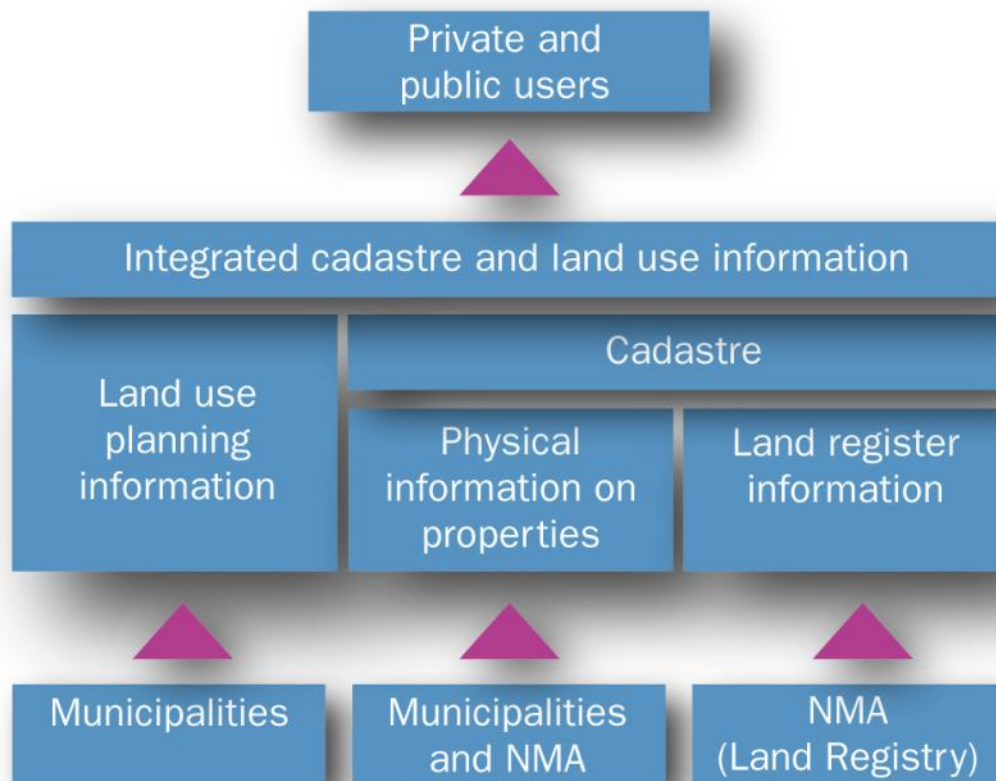 Private and
public users
Integrated cadastre and land use information
Land use
planning
information
Cadastre
Physical
information on
properties
Land register
information
Municipalities
Municipalities
and NMA
NMA
(Land Registry)